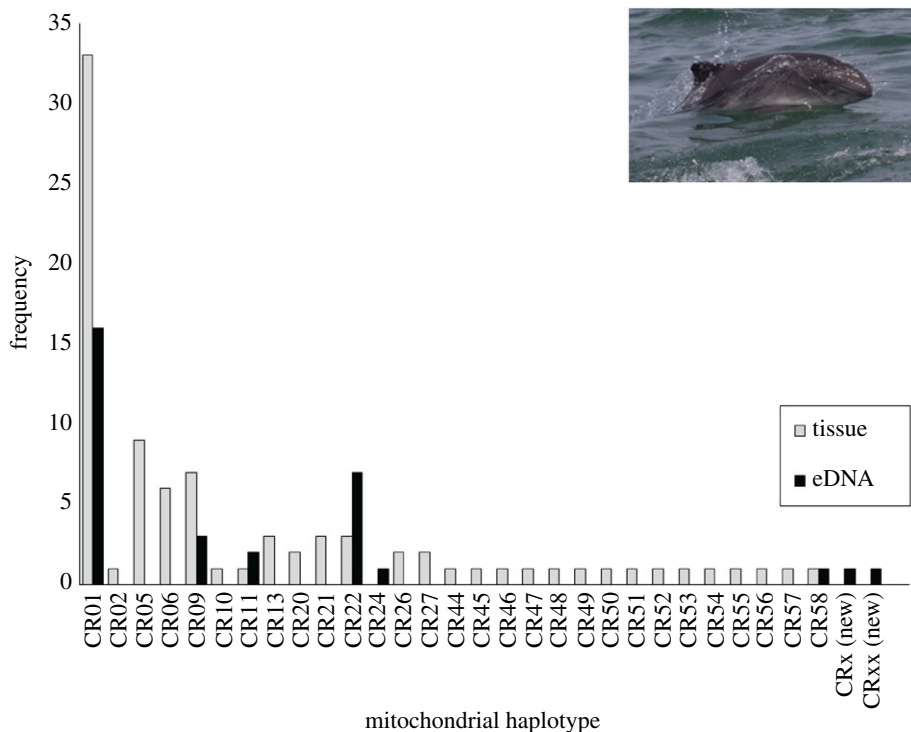 35
30
25
20
15
10
5
0
frequency
CR01
CR02
CR05
CR06
CR09
CR10
CR11
CR13
CR20
CR21
CR22
CR24
CR26
CR27
CR44
CR45
CR46
CR47
CR48
CR49
CR50
CR51
CR52
CR53
CR54
CR55
CR56
CR57
CR58
CRx (new)
CRxx (new)
mitochondrial haplotype
tissue
eDNA